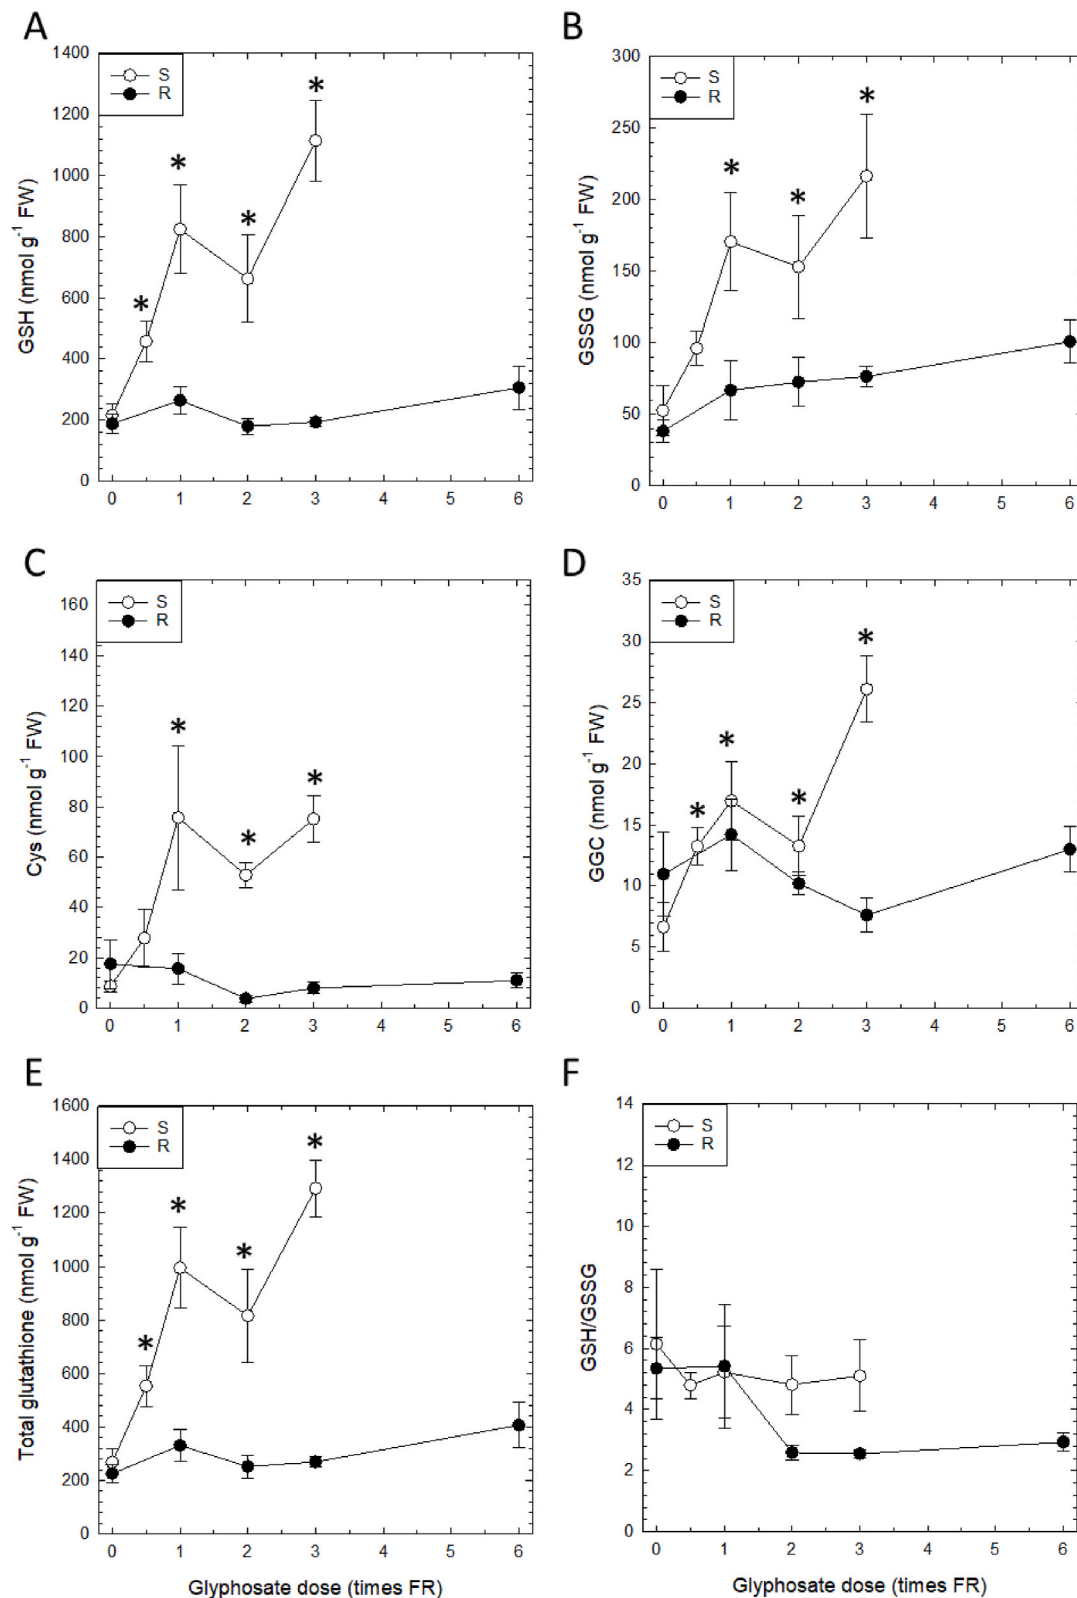 A
1400
1200
1000
800
600
400
200
0
GSH (nmol g⁻¹ FW)
S
R
*
*
*
*
0 1 2 3 4 5 6
B
300
250
200
150
100
50
0
GSSG (nmol g⁻¹ FW)
S
R
*
*
*
0 1 2 3 4 5 6
C
160
140
120
100
80
60
40
20
0
Cys (nmol g⁻¹ FW)
S
R
*
*
*
0 1 2 3 4 5 6
D
35
30
25
20
15
10
5
0
GGC (nmol g⁻¹ FW)
S
R
*
*
*
*
0 1 2 3 4 5 6
E
1600
1400
1200
1000
800
600
400
200
0
Total glutathione (nmol g⁻¹ FW)
S
R
*
*
*
*
0 1 2 3 4 5 6
Glyphosate dose (times FR)
F
14
12
10
8
6
4
2
0
GSH/GSSG
S
R
0 1 2 3 4 5 6
Glyphosate dose (times FR)